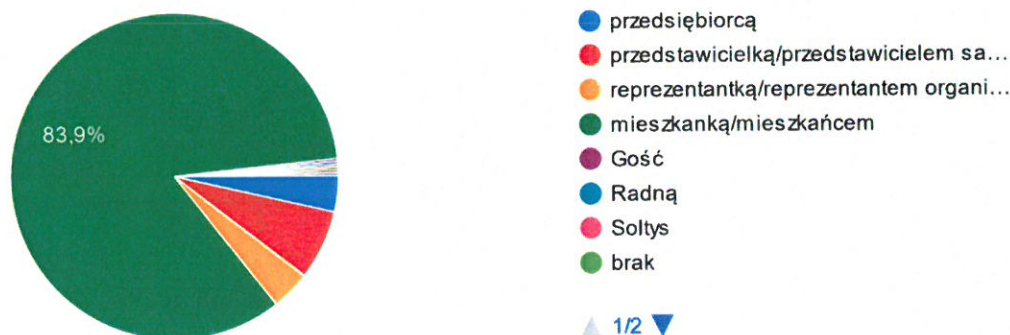 83,9%
przedsiębiorcą
przedstawicielką/przedstawicielem sa...
reprezentantką/reprezentantem organi...
mieszkanką/mieszkańcem
Gość
Radną
Soltys
brak
1/2